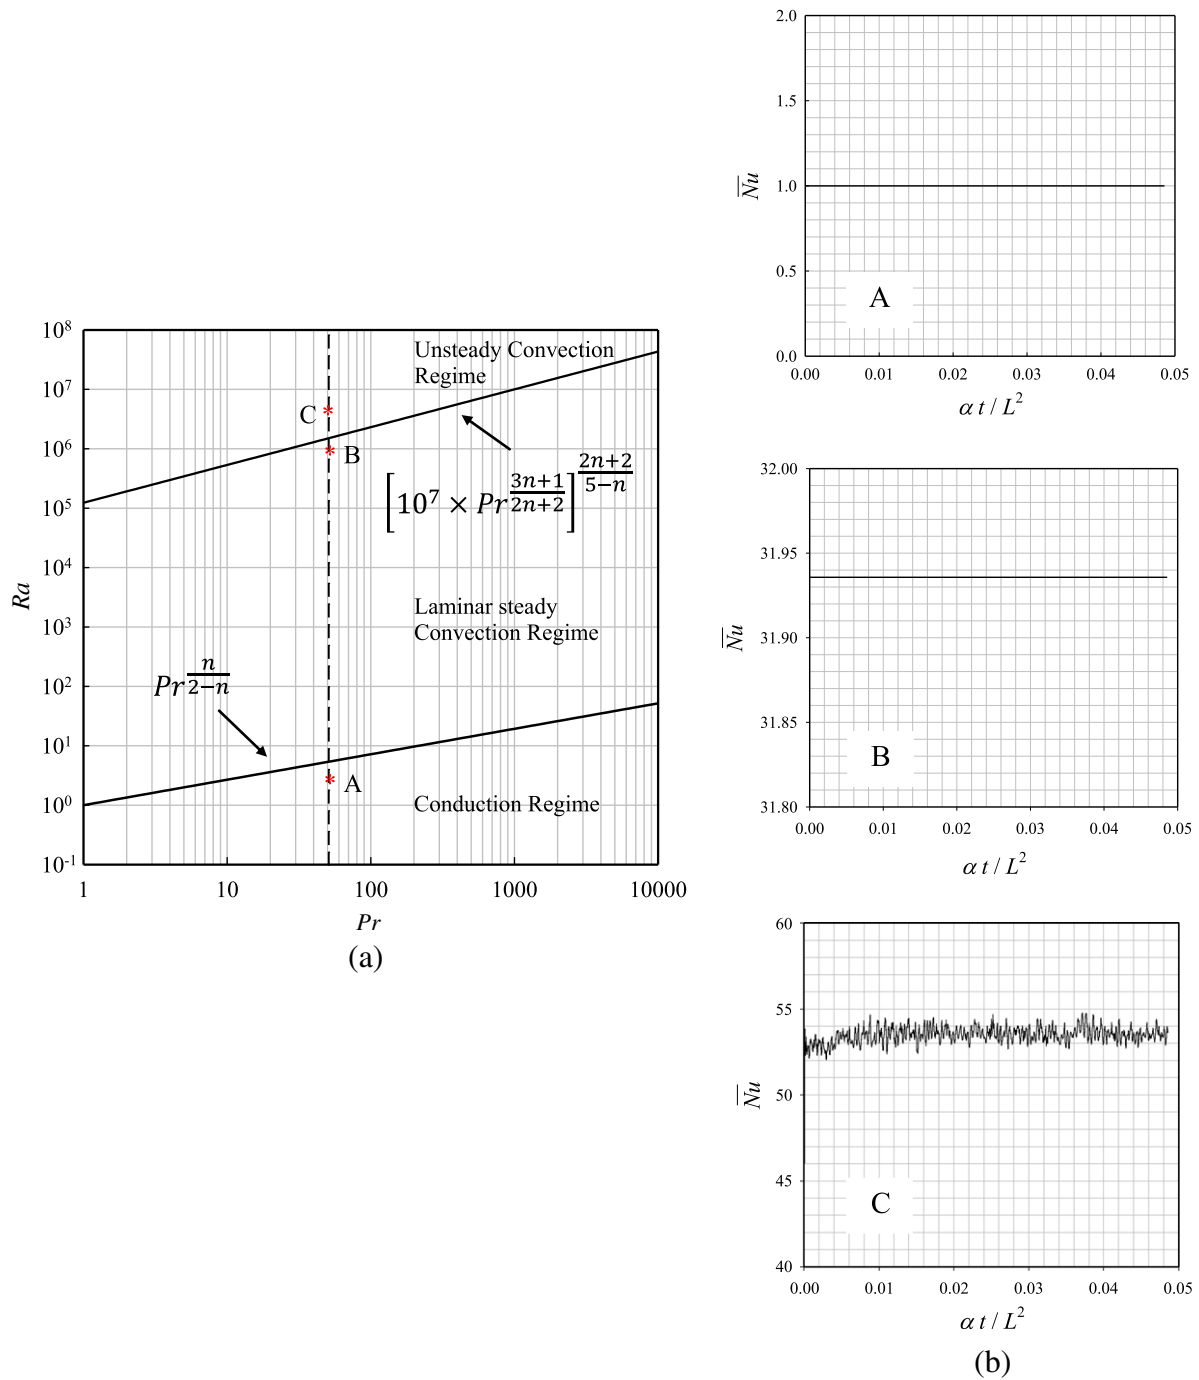 10^8
10^7
10^6
10^5
10^4
10^3
10^2
10^1
10^0
10^-1
Ra
Unsteady Convection
Regime
C *
* B
[10^7 × Pr^{\frac{3n+1}{2n+2}}]^{\frac{2n+2}{5−n}}
Laminar steady
Convection Regime
Pr^{\frac{n}{2−n}}
* A
Conduction Regime
1 10 100 1000 10000
Pr
(a)
2.0
1.5
1.0
0.5
0.0
\overline{Nu}
A
0.00 0.01 0.02 0.03 0.04 0.05
α t / L^2
32.00
31.95
31.90
31.85
31.80
\overline{Nu}
B
0.00 0.01 0.02 0.03 0.04 0.05
α t / L^2
60
55
50
45
40
\overline{Nu}
C
0.00 0.01 0.02 0.03 0.04 0.05
α t / L^2
(b)